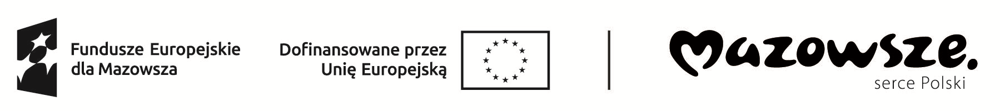 Fundusze Europejskie
dla Mazowsza
Dofinansowane przez
Unię Europejską
Mazowsze.
serce Polski